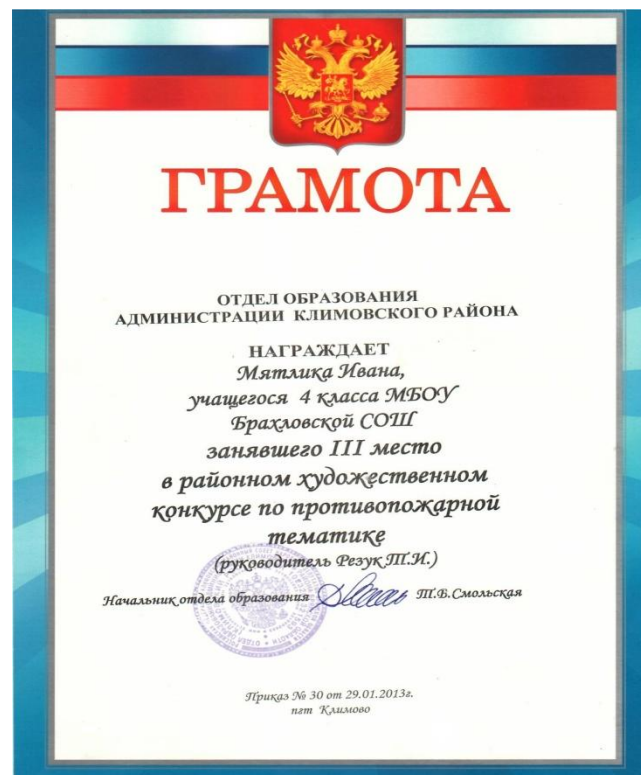 ГРАМОТА
ОТДЕЛ ОБРАЗОВАНИЯ
АДМИНИСТРАЦИИ КЛИМОВСКОГО РАЙОНА
НАГРАЖДАЕТ
Мятлика Ивана,
учащегося 4 класса МБОУ
Брахловской СОШ
занявшего III место
в районном художественном
конкурсе по противопожарной
тематике
(руководитель Резук Т.И.)
Начальник отдела образования Т.В.Смольская
Приказ № 30 от 29.01.2013г.
пгт Климово